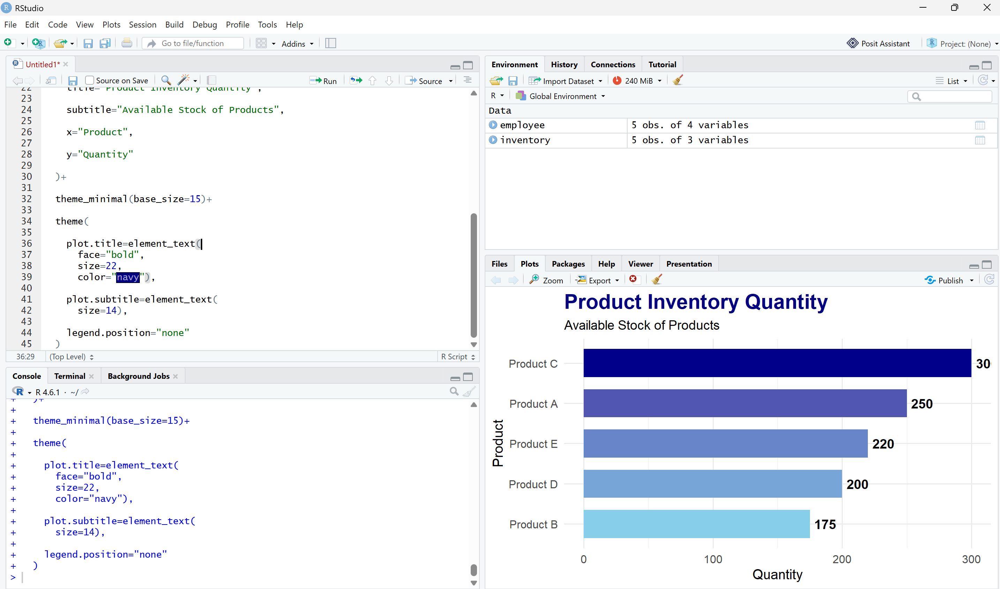 RStudio
File Edit Code View Plots Session Build Debug Profile Tools Help
Go to file/function Addins Posit Assistant Project: (None)
Untitled1*
Source on Save Run Source
22 title="Product Inventory Quantity",
23
24 subtitle="Available Stock of Products",
25
26 x="Product",
27
28 y="Quantity"
29
30 )+
31
32 theme_minimal(base_size=15)+
33
34 theme(
35
36 plot.title=element_text(
37 face="bold",
38 size=22,
39 color="navy"),
40
41 plot.subtitle=element_text(
42 size=14),
43
44 legend.position="none"
45 )
36:29 (Top Level) R Script
Console Terminal Background Jobs
R 4.6.1 · ~/
+ )+
+
+ theme_minimal(base_size=15)+
+
+ theme(
+
+ plot.title=element_text(
+ face="bold",
+ size=22,
+ color="navy"),
+
+ plot.subtitle=element_text(
+ size=14),
+
+ legend.position="none"
+ )
>
Environment History Connections Tutorial
Import Dataset 240 MiB List
R Global Environment
Data
employee 5 obs. of 4 variables
inventory 5 obs. of 3 variables
Files Plots Packages Help Viewer Presentation
Zoom Export Publish
Product Inventory Quantity
Available Stock of Products
Product C 30
Product A 250
Product E 220
Product D 200
Product B 175
Product
0 100 200 300
Quantity